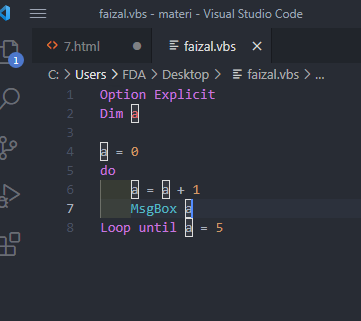 faizal.vbs - materi - Visual Studio Code
<> 7.html faizal.vbs
C: > Users > FDA > Desktop > faizal.vbs > ...
1 Option Explicit
2 Dim a
3
4 a = 0
5 do
6 a = a + 1
7 MsgBox a
8 Loop until a = 5
1